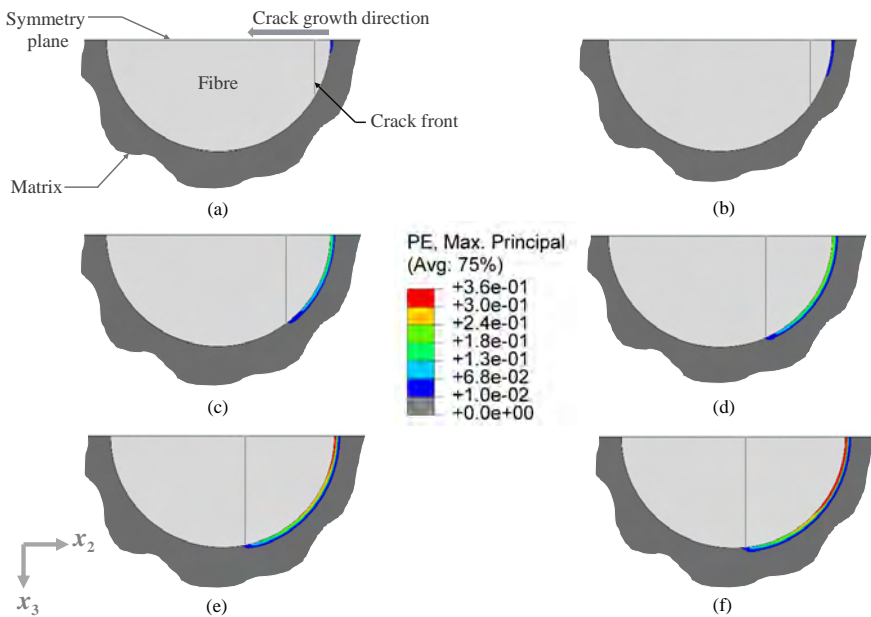 Symmetry
plane
Crack growth direction
Fibre
Crack front
Matrix
(a)
(b)
PE, Max. Principal
(Avg: 75%)
+3.6e-01
+3.0e-01
+2.4e-01
+1.8e-01
+1.3e-01
+6.8e-02
+1.0e-02
+0.0e+00
(c)
(d)
x2
x3
(e)
(f)